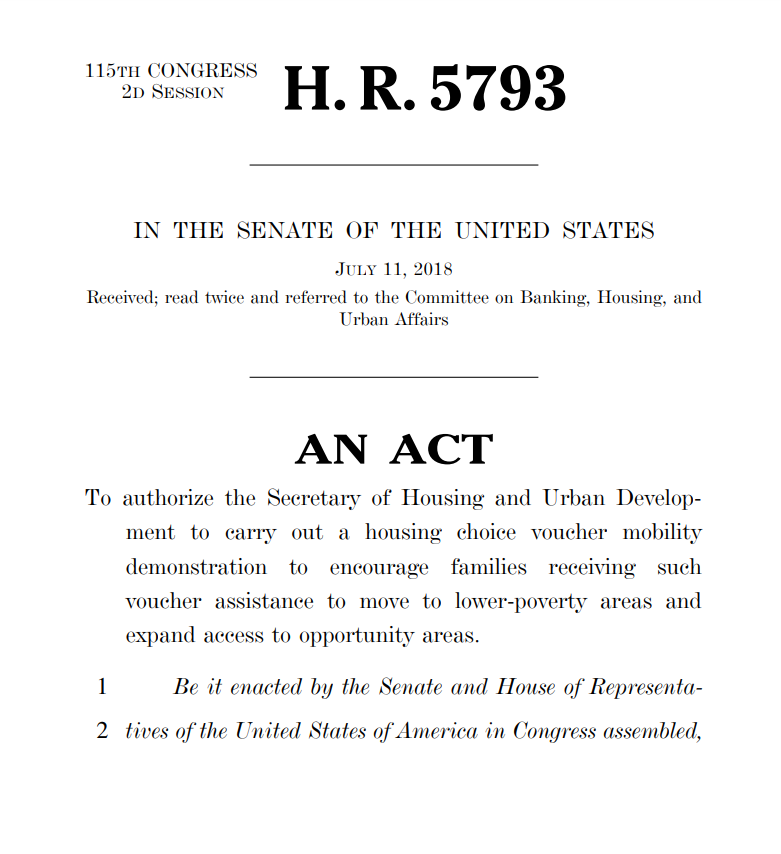 115TH CONGRESS
2D SESSION
H. R. 5793
IN THE SENATE OF THE UNITED STATES
JULY 11, 2018
Received; read twice and referred to the Committee on Banking, Housing, and
Urban Affairs
AN ACT
To authorize the Secretary of Housing and Urban Develop-
ment to carry out a housing choice voucher mobility
demonstration to encourage families receiving such
voucher assistance to move to lower-poverty areas and
expand access to opportunity areas.
1 Be it enacted by the Senate and House of Representa-
2 tives of the United States of America in Congress assembled,